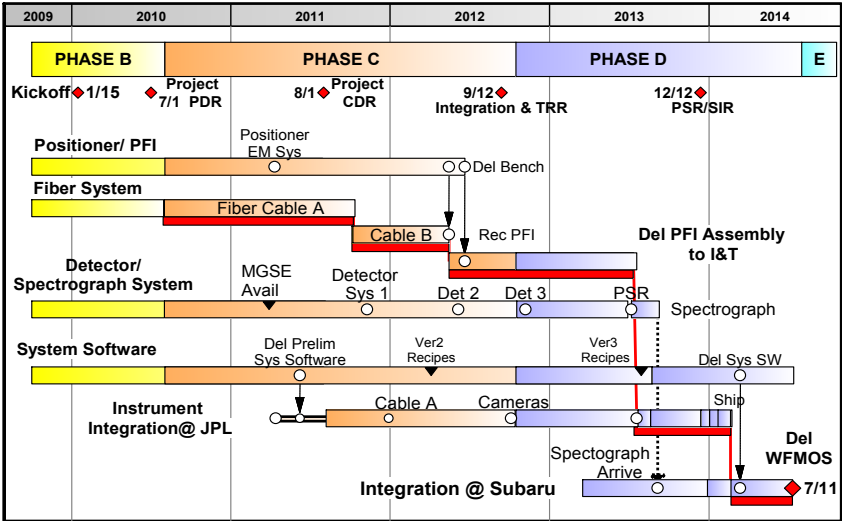 2009 2010 2011 2012 2013 2014
PHASE B PHASE C PHASE D E
Kickoff 1/15 Project 8/1 Project 9/12 12/12
7/1 PDR CDR Integration & TRR PSR/SIR
Positioner/ PFI
Positioner
EM Sys
Del Bench
Fiber System
Fiber Cable A
Cable B
Rec PFI
Del PFI Assembly
to I&T
Detector/
Spectrograph System
MGSE
Avail
Detector
Sys 1
Det 2
Det 3
PSR
Spectrograph
System Software
Del Prelim
Sys Software
Ver2
Recipes
Ver3
Recipes
Del Sys SW
Instrument
Integration@ JPL
Cable A
Cameras
Ship
Spectograph
Arrive
Del
WFMOS
Integration @ Subaru
7/11